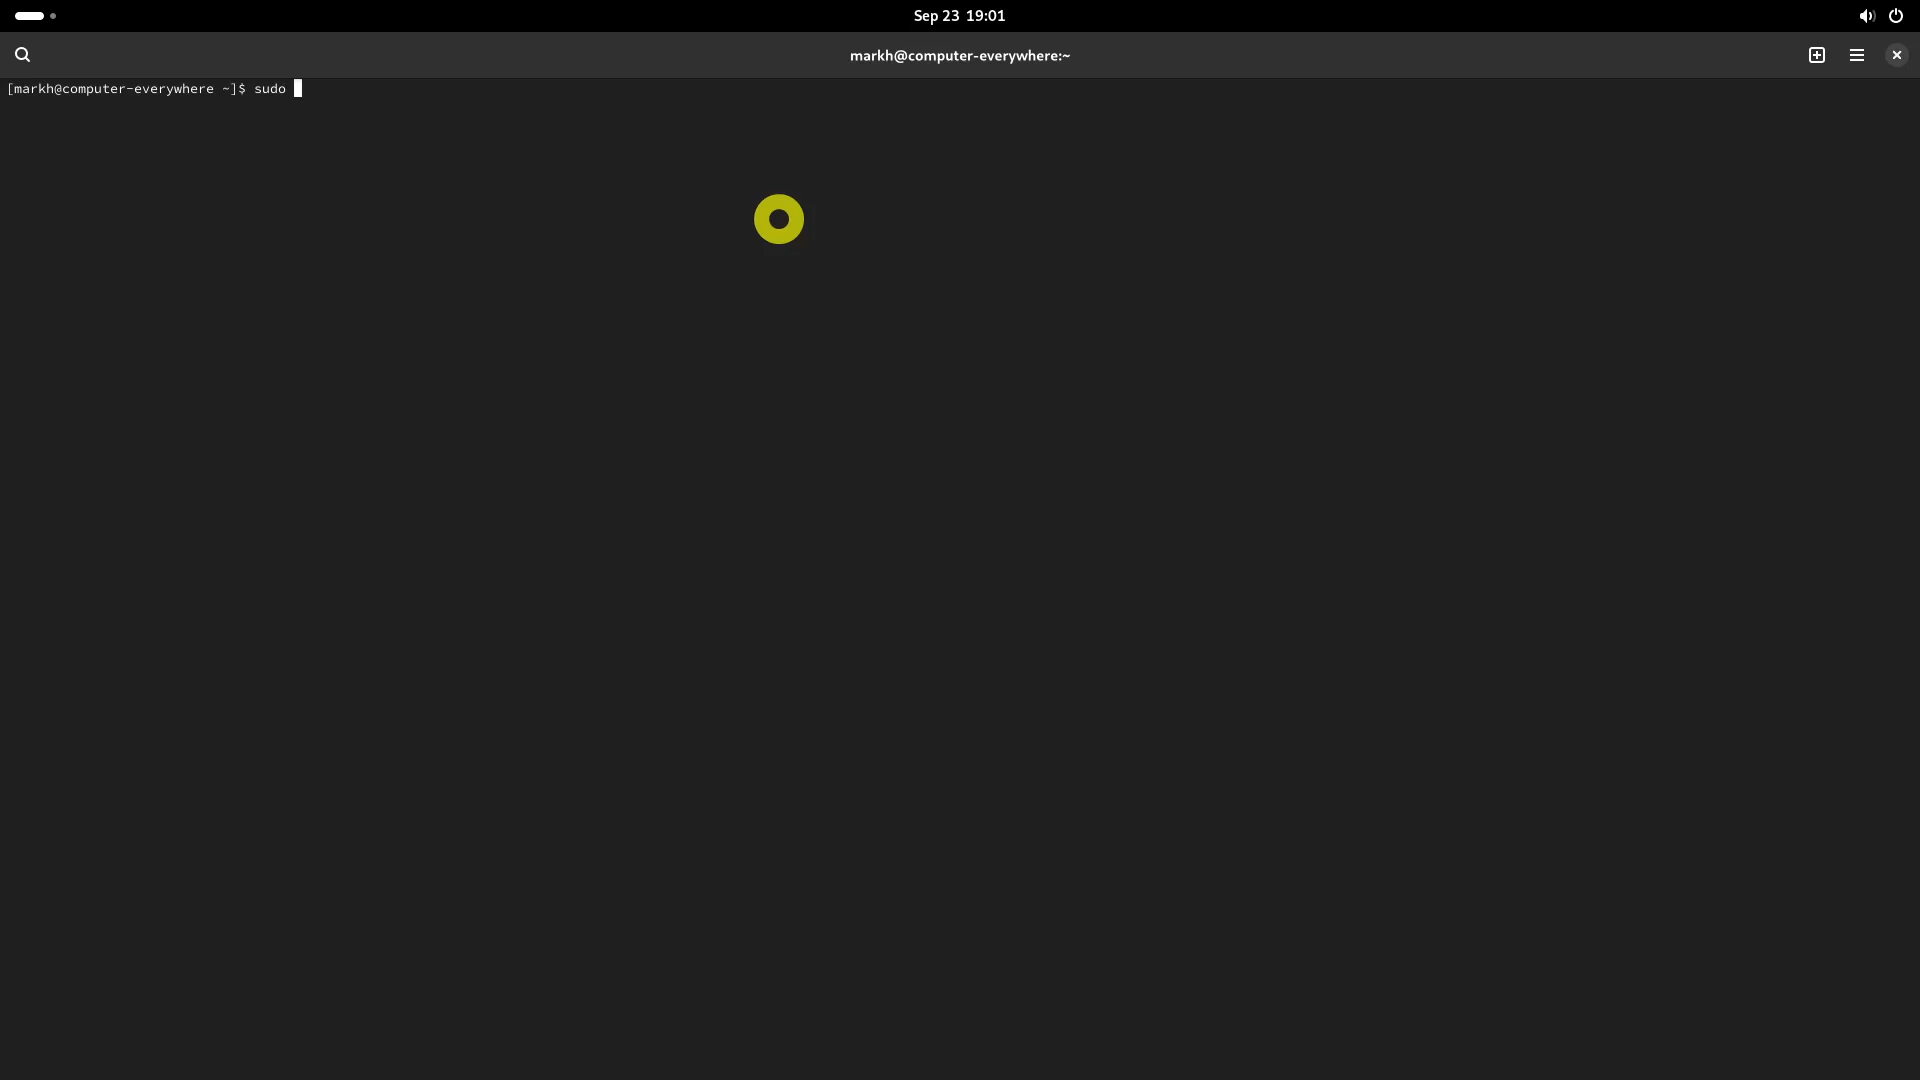 Sep 23 19:01
markh@computer-everywhere:~
[markh@computer-everywhere ~]$ sudo